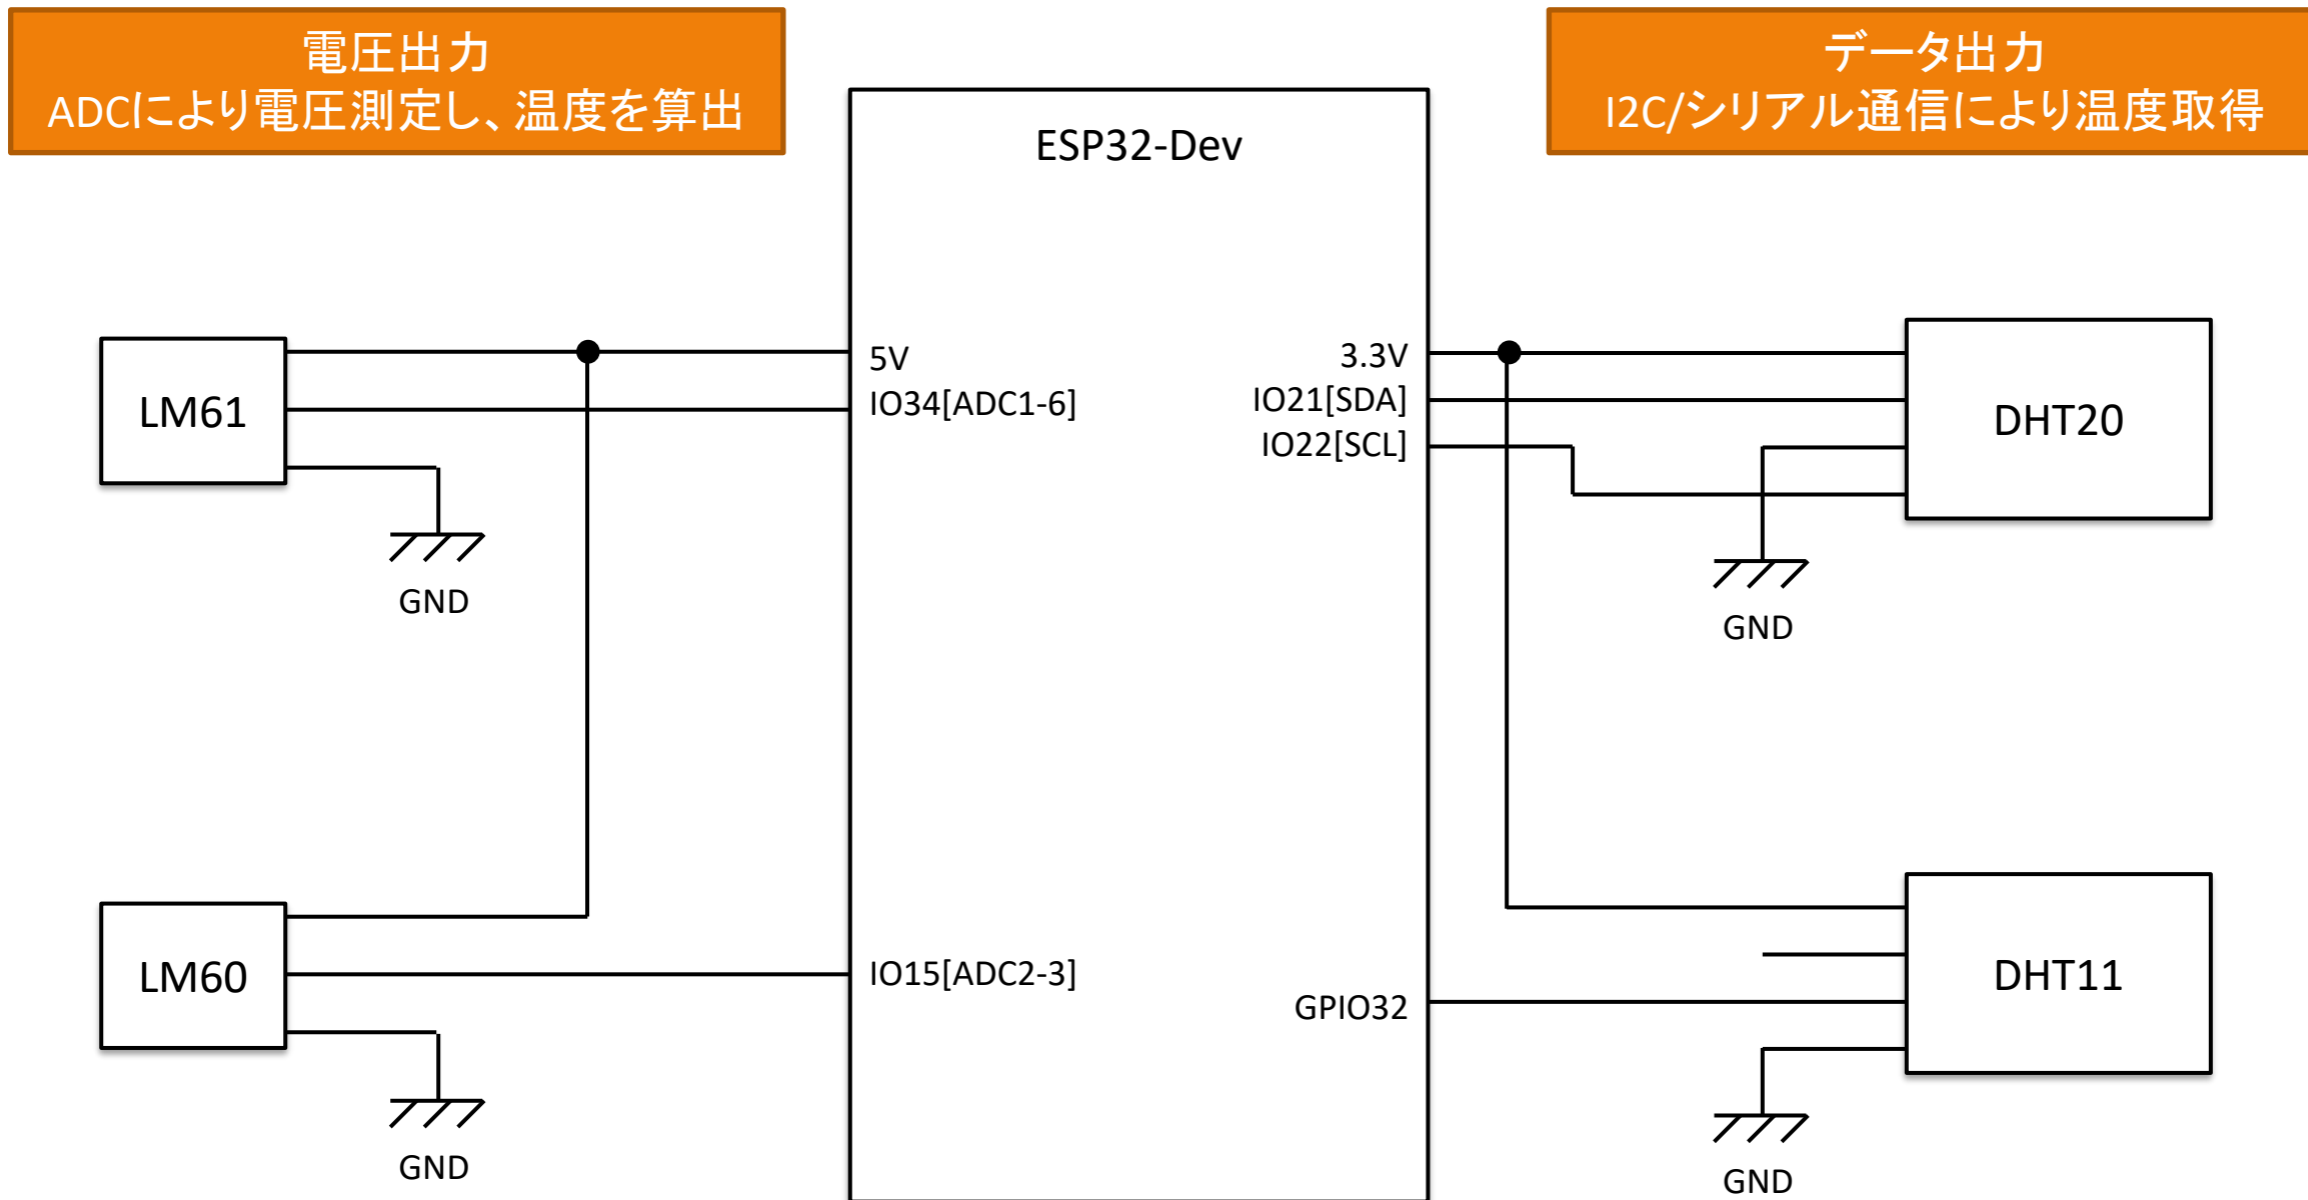 電圧出力
ADCにより電圧測定し、温度を算出
データ出力
I2C/シリアル通信により温度取得
ESP32-Dev
LM61
5V
IO34[ADC1-6]
GND
3.3V
IO21[SDA]
IO22[SCL]
DHT20
GND
LM60
IO15[ADC2-3]
GND
GPIO32
DHT11
GND